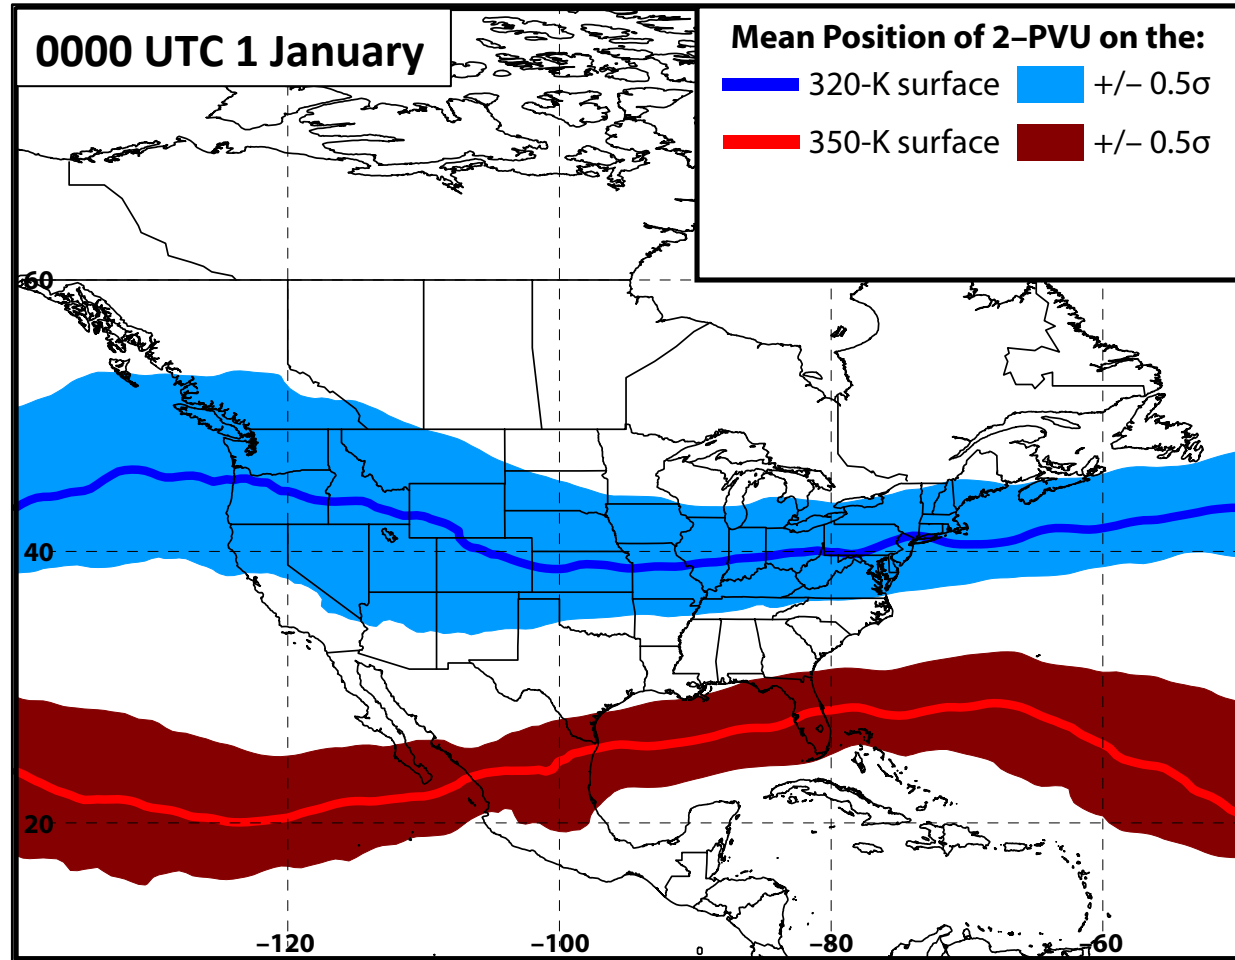 0000 UTC 1 January
Mean Position of 2–PVU on the:
320-K surface +/– 0.5σ
350-K surface +/– 0.5σ
60
40
20
–120 –100 –80 –60